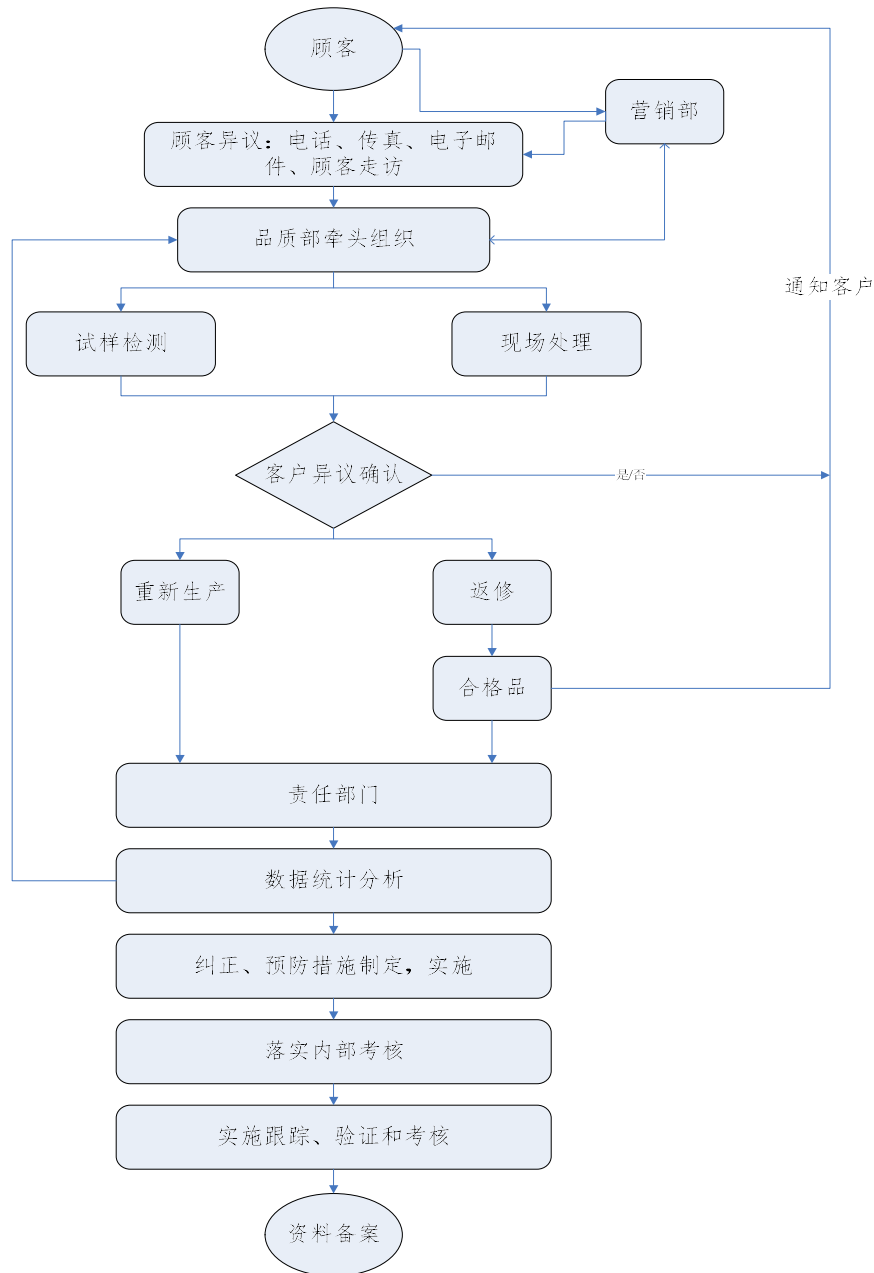 顾客
营销部
顾客异议：电话、传真、电子邮
件、顾客走访
品质部牵头组织
通知客户
试样检测
现场处理
客户异议确认
是/否
重新生产
返修
合格品
责任部门
数据统计分析
纠正、预防措施制定，实施
落实内部考核
实施跟踪、验证和考核
资料备案